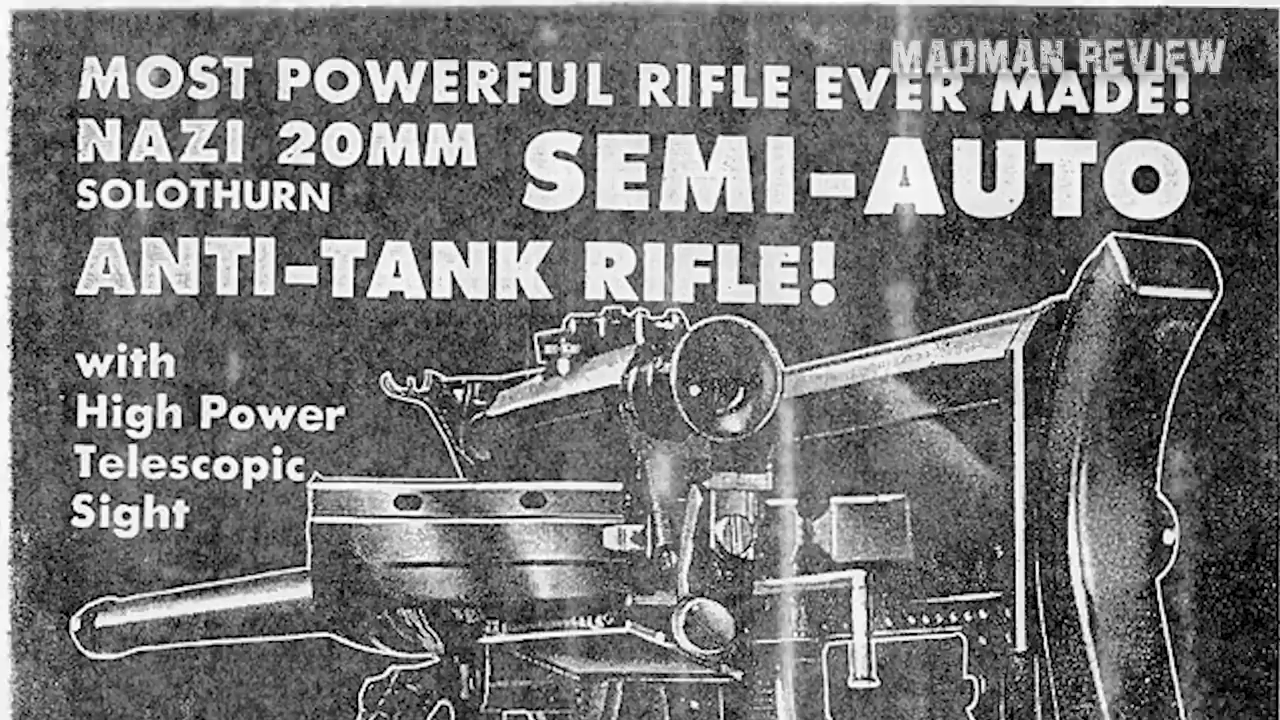 MADMAN REVIEW
MOST POWERFUL RIFLE EVER MADE!
NAZI 20MM
SOLOTHURN
SEMI-AUTO
ANTI-TANK RIFLE!
with
High Power
Telescopic
Sight